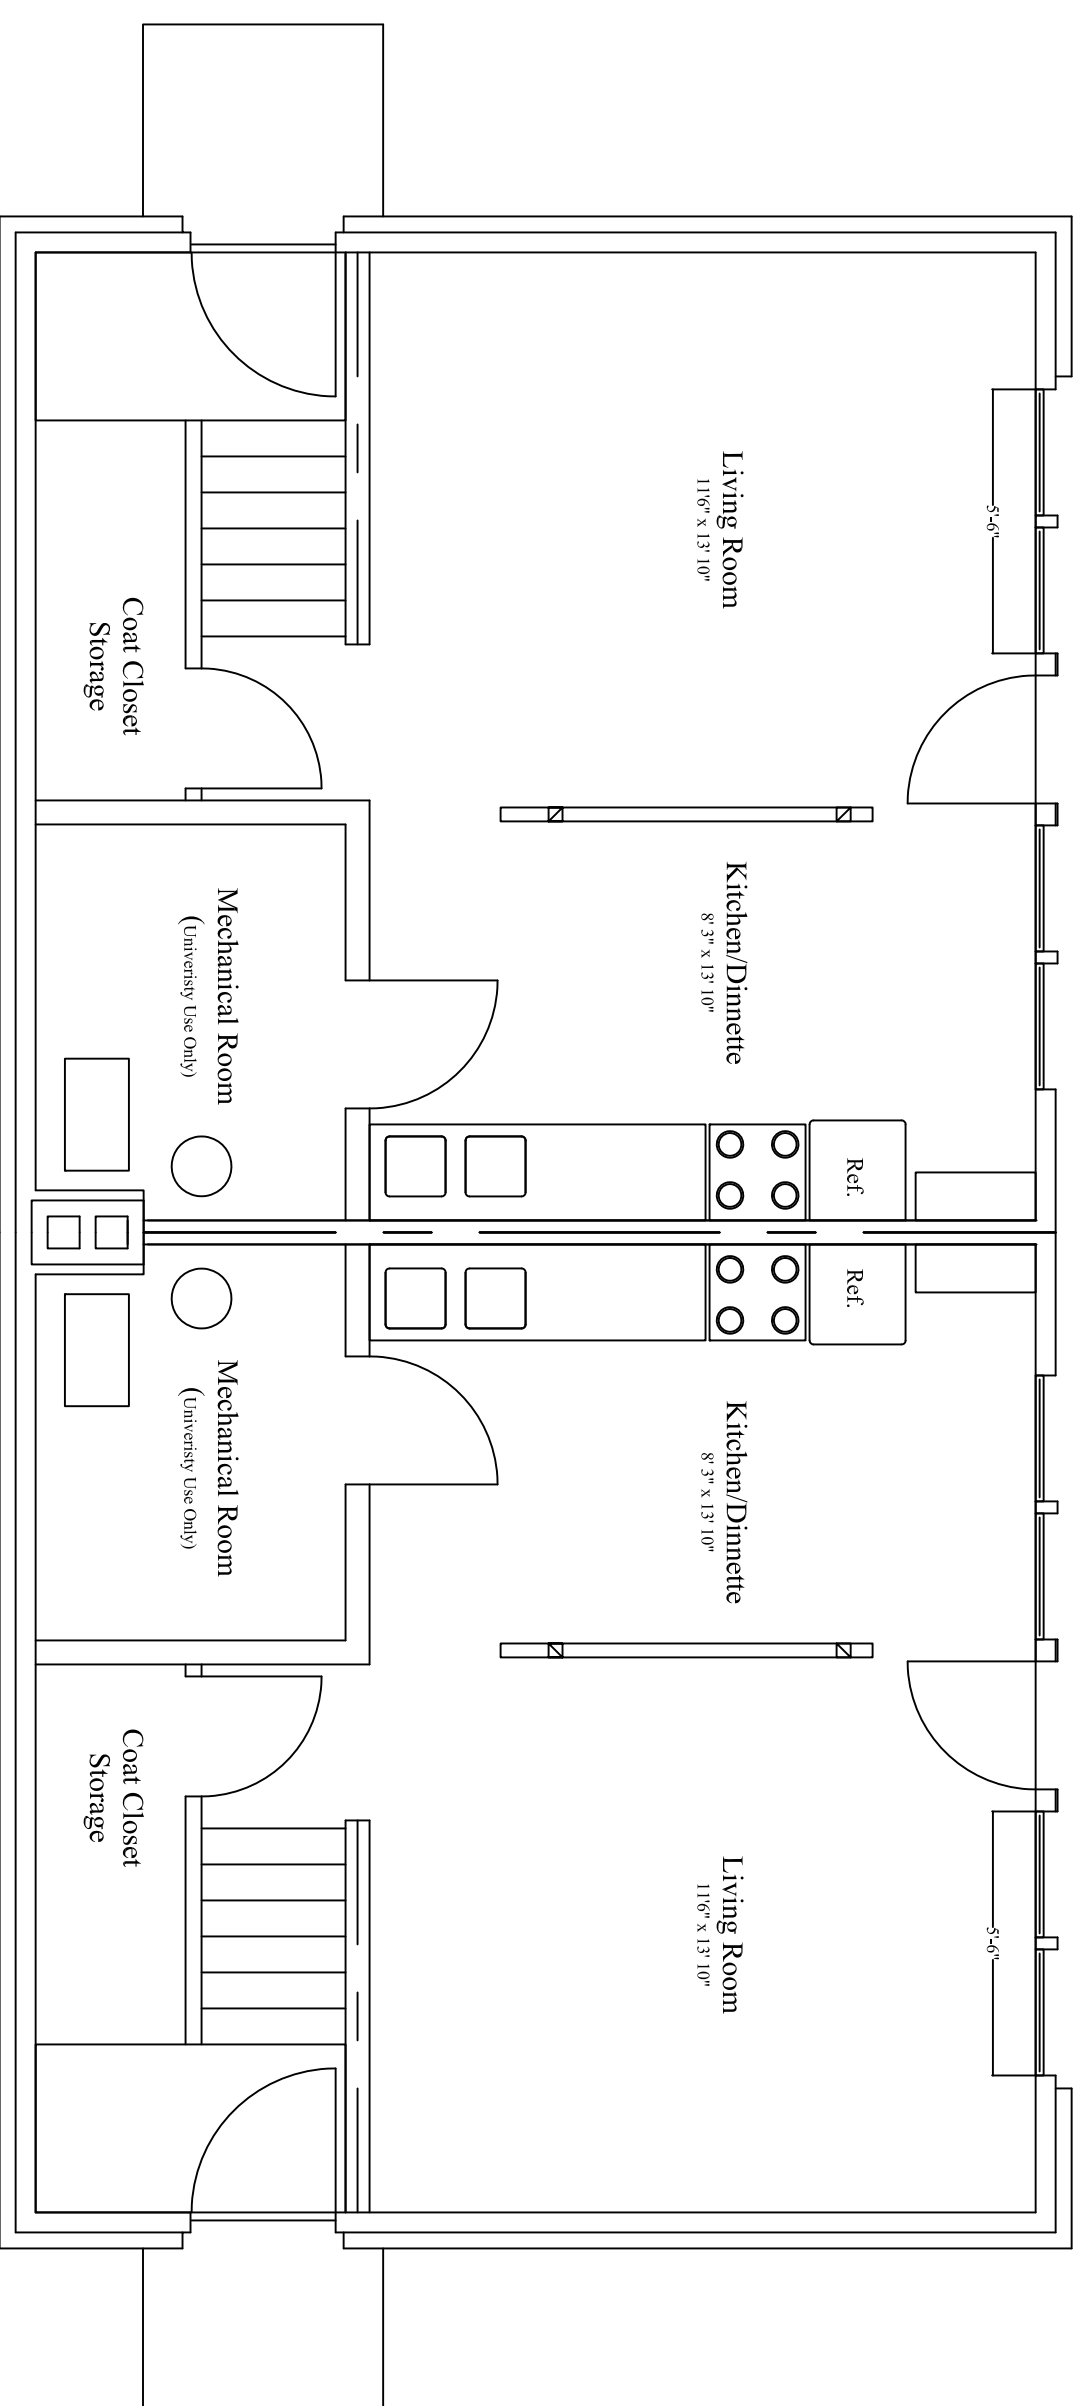 5'-6"
5'-6"
Living Room
11'6" x 13' 10"
Kitchen/Dinnette
8' 3" x 13' 10"
Ref.
Ref.
Kitchen/Dinnette
8' 3" x 13' 10"
Living Room
11'6" x 13' 10"
Coat Closet
Storage
Mechanical Room
(Univeristy Use Only)
Mechanical Room
(Univeristy Use Only)
Coat Closet
Storage